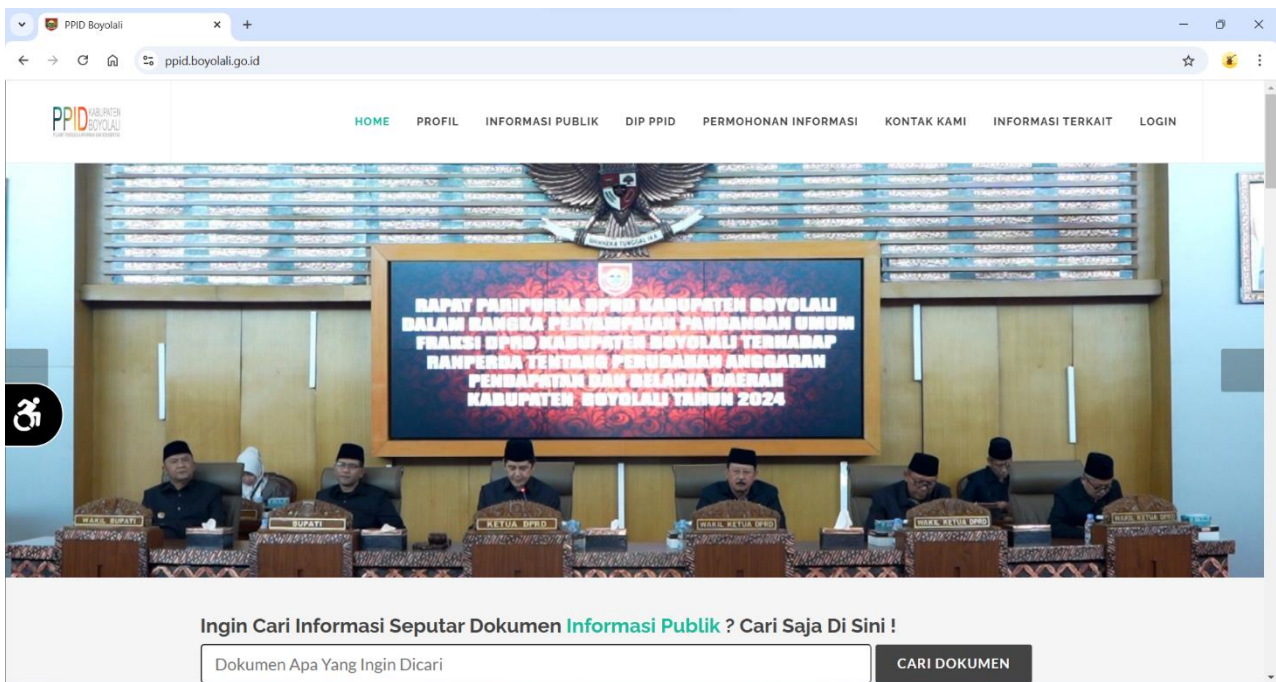 PPID Boyolali
ppid.boyolali.go.id
PPID KABUPATEN
BOYOLALI
HOME PROFIL INFORMASI PUBLIK DIP PPID PERMOHONAN INFORMASI KONTAK KAMI INFORMASI TERKAIT LOGIN
BHINNEKA TUNGGAL IKA
RAPAT PARIPURNA DPRD KABUPATEN BOYOLALI
DALAM RANGKA PENYAMPAIAN PANDANGAN UMUM
FRAKSI DPRD KABUPATEN BOYOLALI TERHADAP
RANPERDA TENTANG PERUBAHAN ANGGARAN
PENDAPATAN DAN BELANJA DAERAH
KABUPATEN BOYOLALI TAHUN 2024
WAKIL BUPATI BUPATI KETUA DPRD WAKIL KETUA DPRD WAKIL KETUA DPRD WAKIL KETUA DPRD
Ingin Cari Informasi Seputar Dokumen Informasi Publik ? Cari Saja Di Sini !
Dokumen Apa Yang Ingin Dicari CARI DOKUMEN